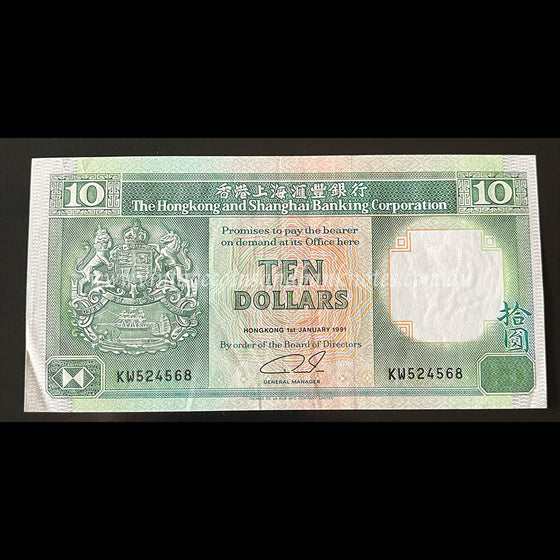 10
香港上海滙豐銀行
10
The Hongkong and Shanghai Banking Corporation
Promises to pay the bearer
on demand at its Office here
TEN
DOLLARS
HONGKONG 1st JANUARY 1991
By order of the Board of Directors
GENERAL MANAGER
KW524568
KW524568
拾圓